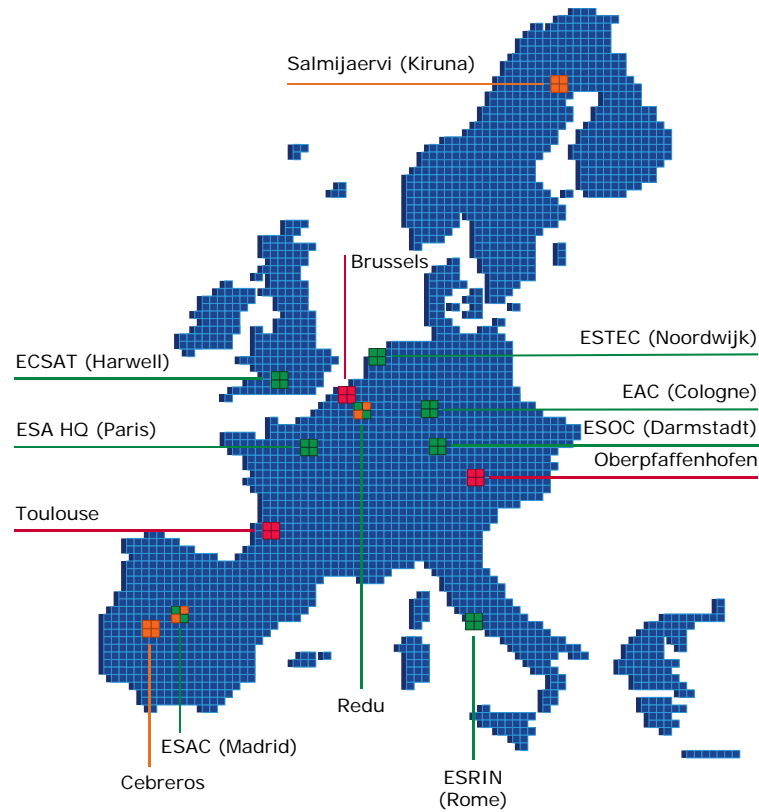 Salmijaervi (Kiruna)
Brussels
ESTEC (Noordwijk)
ECSAT (Harwell)
EAC (Cologne)
ESA HQ (Paris)
ESOC (Darmstadt)
Oberpfaffenhofen
Toulouse
Redu
ESAC (Madrid)
Cebreros
ESRIN
(Rome)